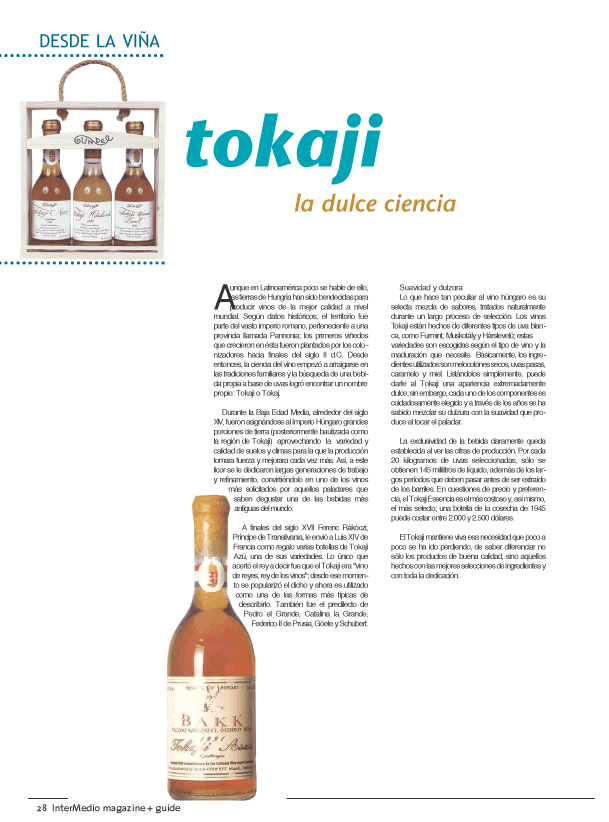 DESDE LA VIÑA
GUNDEL
tokaji
la dulce ciencia
Aunque en Latinoamérica poco se hable de ello,
las tierras de Hungría han sido bendecidas para
producir vinos de la mejor calidad a nivel
mundial. Según datos históricos, el territorio fue
parte del vasto imperio romano, perteneciente a una
provincia llamada Pannonia; los primeros viñedos
que crecieron en ésta fueron plantados por los colo-
nizadores hacia finales del siglo II d.C. Desde
entonces, la ciencia del vino empezó a arraigarse en
las tradiciones familiares y la búsqueda de una bebi-
da propia a base de uvas logró encontrar un nombre
propio: Tokaji o Tokaj.
Durante la Baja Edad Media, alrededor del siglo
XIV, fueron asignándose al Imperio Húngaro grandes
porciones de tierra (posteriormente bautizada como
la región de Tokaji) aprovechando la variedad y
calidad de suelos y climas para la que la producción
tomara fuerza y mejorara cada vez más. Así, a este
licor se le dedicaron largas generaciones de trabajo
y refinamiento, convirtiéndolo en uno de los vinos
más solicitados por aquellos paladares que
saben degustar una de las bebidas más
antiguas del mundo.
A finales del siglo XVII Ferenc Rákóczi,
Príncipe de Transilvania, le envió a Luis XIV de
Francia como regalo varias botellas de Tokaji
Azú, una de sus variedades. Lo único que
acertó el rey a decir fue que el Tokaji era "vino
de reyes, rey de los vinos"; desde ese momen-
to se popularizó el dicho y ahora es utilizado
como una de las formas más típicas de
describirlo. También fue el predilecto de
Pedro el Grande, Catalina la Grande,
Federico II de Prusia, Göete y Schubert.
Suavidad y dulzura
Lo que hace tan peculiar al vino húngaro es su
selecta mezcla de sabores, tratados naturalmente
durante un largo proceso de selección. Los vinos
Tokaji están hechos de diferentes tipos de uva blan-
ca, como Furmint, Muskotály y Hárslevelü; estas
variedades son escogidas según el tipo de vino y la
maduración que necesita. Básicamente, los ingre-
dientes utilizados son melocotones secos, uvas pasas,
caramelo y miel. Listándolos simplemente, puede
darle al Tokaji una apariencia extremadamente
dulce; sin embargo, cada uno de los componentes es
cuidadosamente elegido y a través de los años se ha
sabido mezclar su dulzura con la suavidad que pro-
duce al tocar el paladar.
La exclusividad de la bebida claramente queda
establecida al ver las cifras de producción. Por cada
20 kilogramos de uvas seleccionadas, sólo se
obtienen 145 mililitros de líquido, además de los lar-
gos periodos que deben pasar antes de ser extraído
de los barriles. En cuestiones de precio y preferen-
cia, el Tokaji Essencia es el más costoso y, así mismo,
el más selecto; una botella de la cosecha de 1945
puede costar entre 2.000 y 2.500 dólares.
El Tokaji mantiene viva esa necesidad que poco a
poco se ha ido perdiendo, de saber diferenciar no
sólo los productos de buena calidad, sino aquellos
hechos con las mejores selecciones de ingredientes y
con toda la dedicación.
BAKK
1991
Tokaji
28 InterMedio magazine + guide